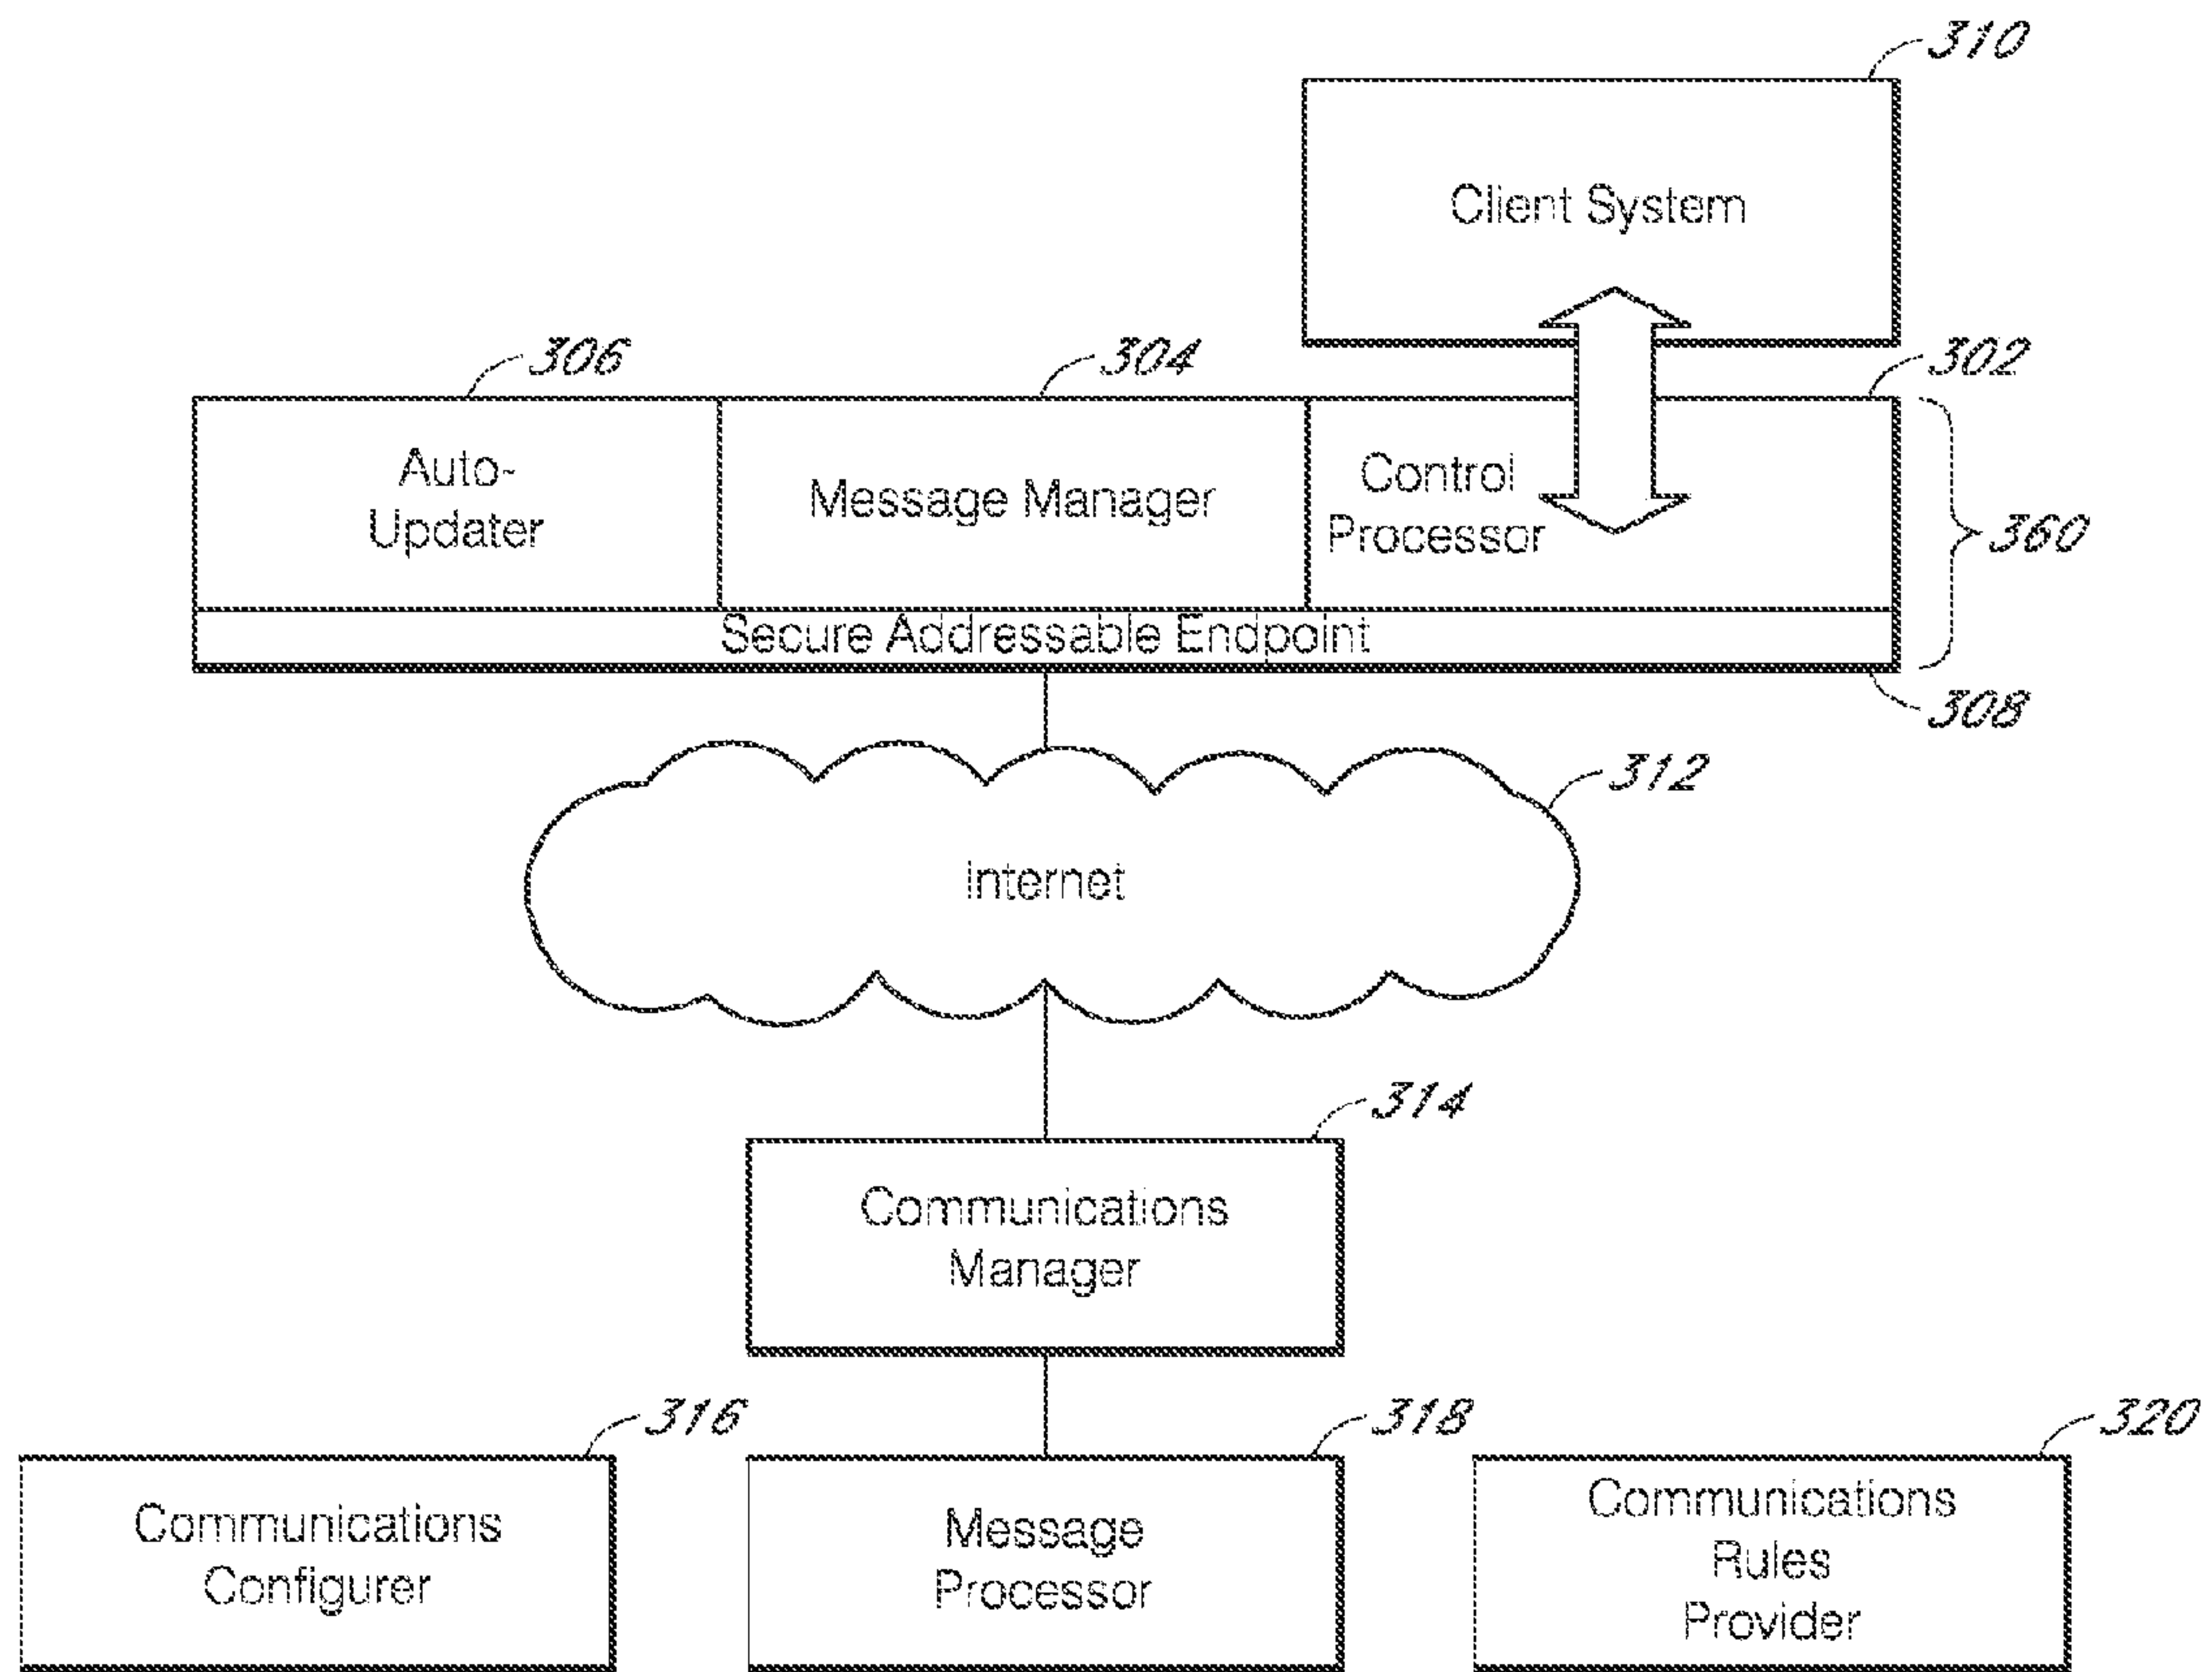 310
Client System
306
304
302
Auto-
Updater
Message Manager
Control
Processor
360
Secure Addressable Endpoint
308
312
Internet
314
Communications
Manager
316
318
320
Communications
Configurer
Message
Processor
Communications
Rules
Provider